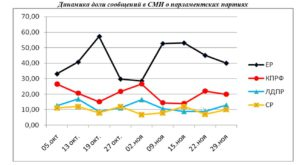 Динамика доли сообщений в СМИ о парламентских партиях
70,00
60,00
50,00
40,00
30,00
20,00
10,00
0,00
05.окт
13.окт
19.окт
27.окт
02.ноя
09.ноя
15.ноя
22.ноя
29.ноя
ЕР
КПРФ
ЛДПР
СР